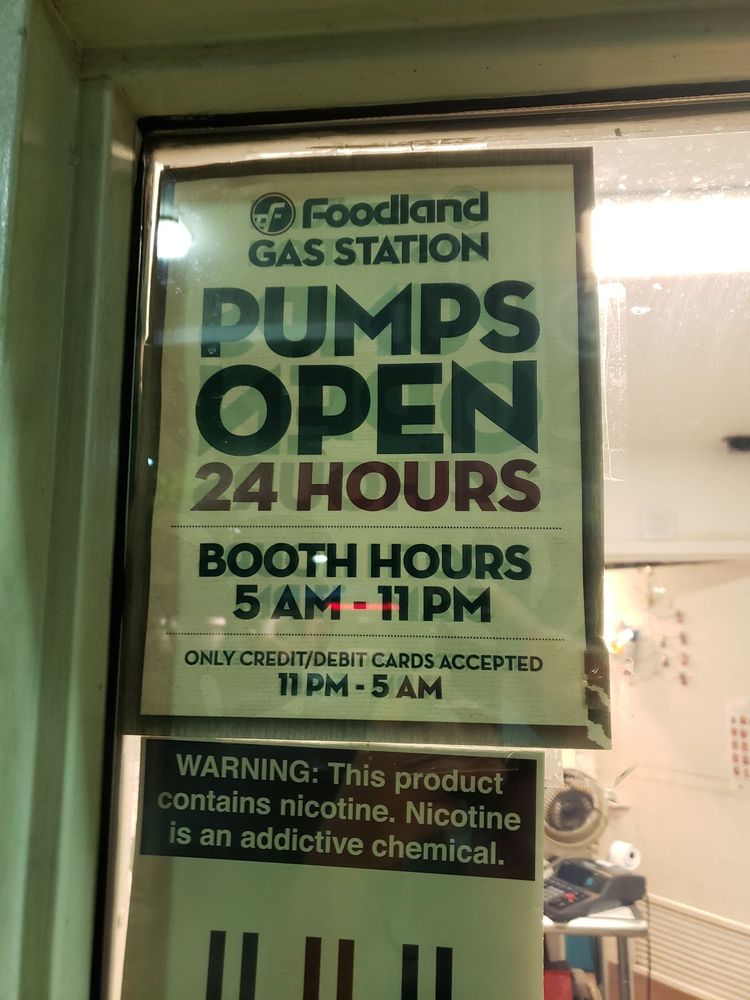 Foodland
GAS STATION
PUMPS
OPEN
24 HOURS
BOOTH HOURS
5 AM - 11 PM
ONLY CREDIT/DEBIT CARDS ACCEPTED
11 PM - 5 AM
WARNING: This product
contains nicotine. Nicotine
is an addictive chemical.